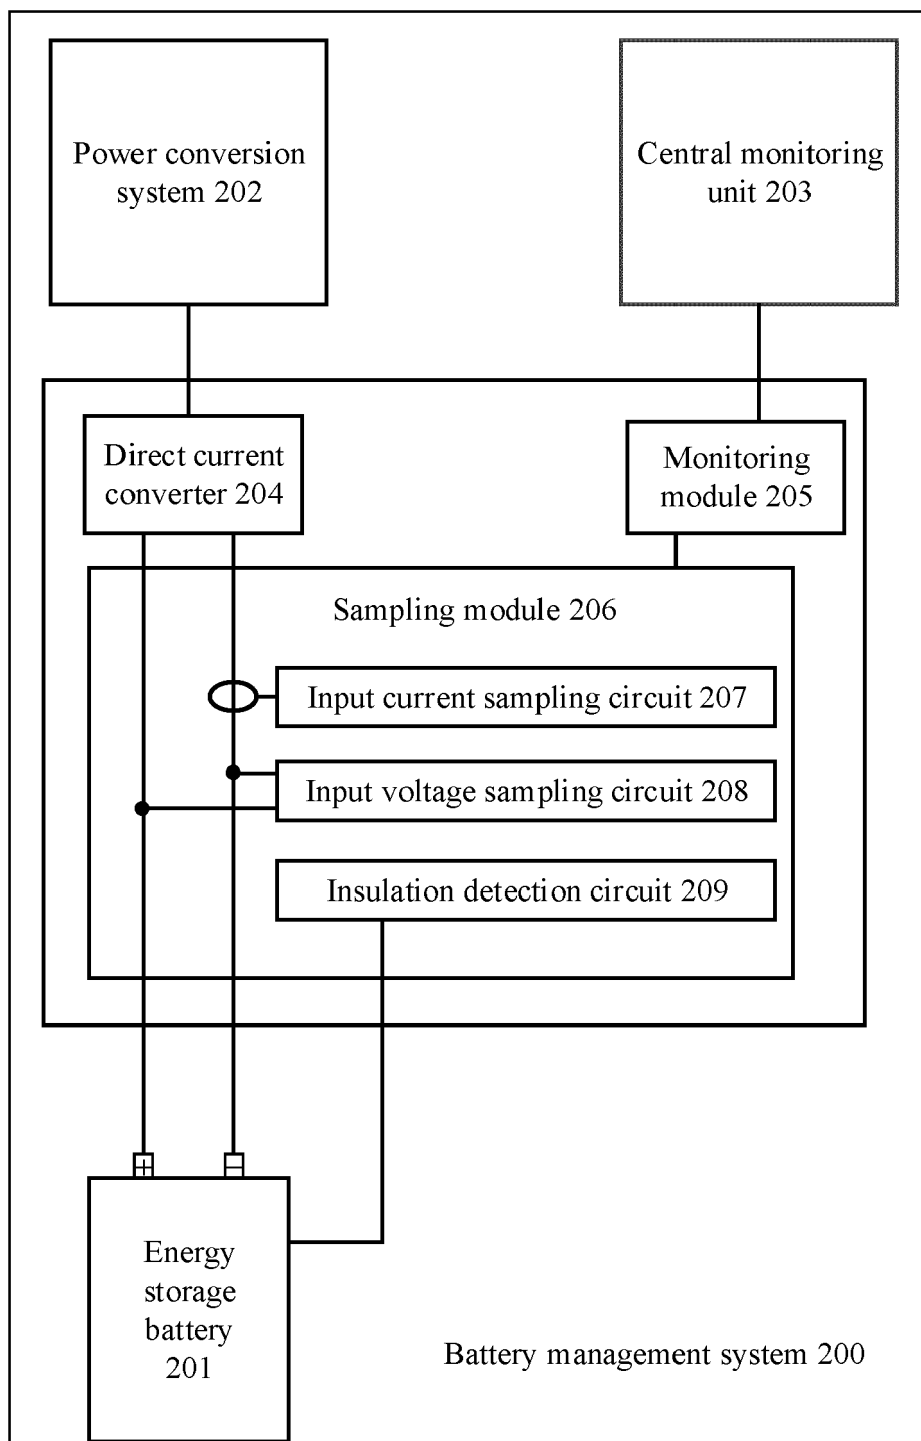 Power conversion
system 202
Central monitoring
unit 203
Direct current
converter 204
Monitoring
module 205
Sampling module 206
Input current sampling circuit 207
Input voltage sampling circuit 208
Insulation detection circuit 209
+ −
Energy
storage
battery
201
Battery management system 200